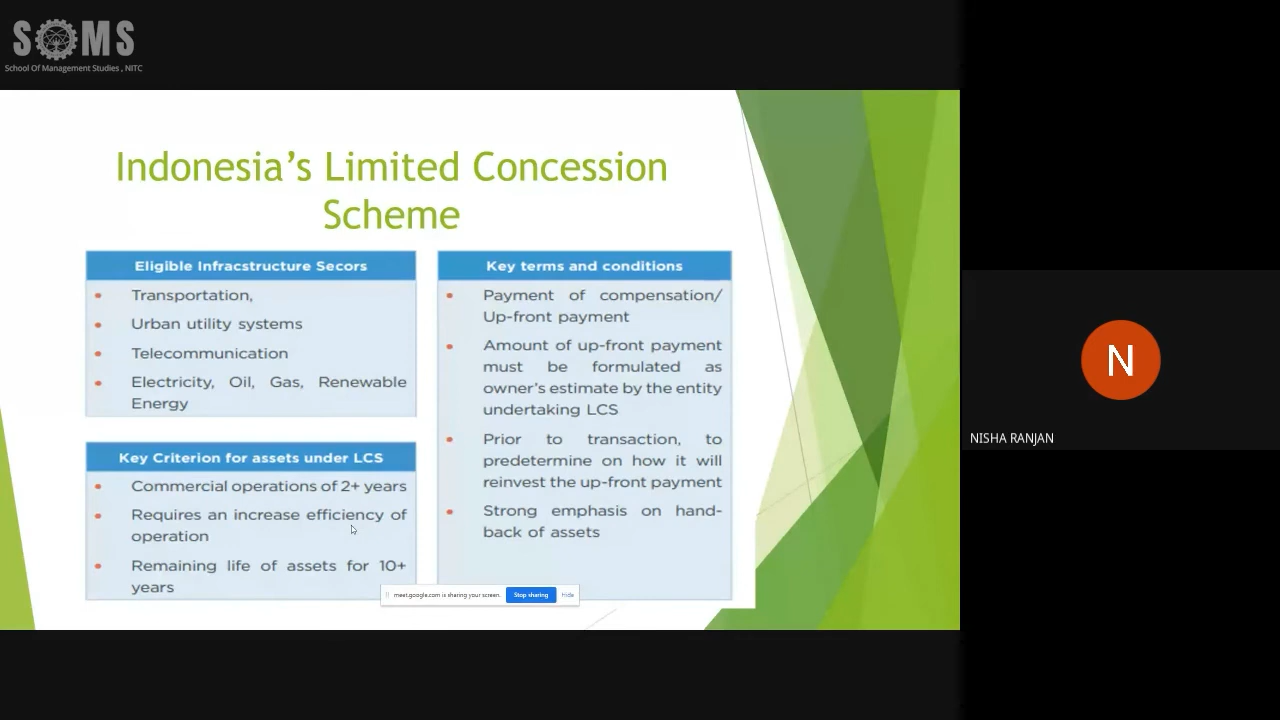 SOMS
School Of Management Studies , NITC
Indonesia's Limited Concession
Scheme
Eligible Infracstructure Secors
Transportation,
Urban utility systems
Telecommunication
Electricity, Oil, Gas, Renewable
Energy
Key Criterion for assets under LCS
Commercial operations of 2+ years
Requires an increase efficiency of
operation
Remaining life of assets for 10+
years
Key terms and conditions
Payment of compensation/
Up-front payment
Amount of up-front payment
must be formulated as
owner's estimate by the entity
undertaking LCS
Prior to transaction, to
predetermine on how it will
reinvest the up-front payment
Strong emphasis on hand-
back of assets
meet.google.com is sharing your screen.
Stop sharing
Hide
N
NISHA RANJAN